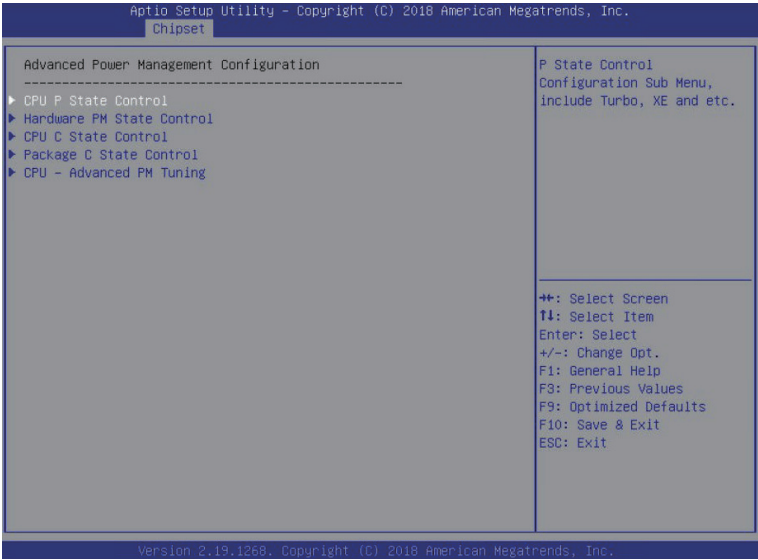 Aptio Setup Utility – Copyright (C) 2018 American Megatrends, Inc.
Chipset
Advanced Power Management Configuration
--------------------------------------------------
▶ CPU P State Control
▶ Hardware PM State Control
▶ CPU C State Control
▶ Package C State Control
▶ CPU – Advanced PM Tuning
P State Control
Configuration Sub Menu,
include Turbo, XE and etc.
→←: Select Screen
↑↓: Select Item
Enter: Select
+/-: Change Opt.
F1: General Help
F3: Previous Values
F9: Optimized Defaults
F10: Save & Exit
ESC: Exit
Version 2.19.1268. Copyright (C) 2018 American Megatrends, Inc.